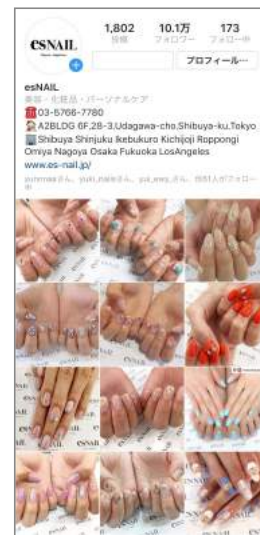 1,802 10.1万 173
投稿 フォロワー フォロー中
esNAIL
プロフィール…
esNAIL
美容・化粧品・パーソナルケア
03-5766-7780
A2BLDG 6F,28-3,Udagawa-cho,Shibuya-ku,Tokyo
Shibuya Shinjuku Ikebukuro Kichijoji Roppongi
Omiya Nagoya Osaka Fukuoka LosAngeles
www.es-nail.jp/